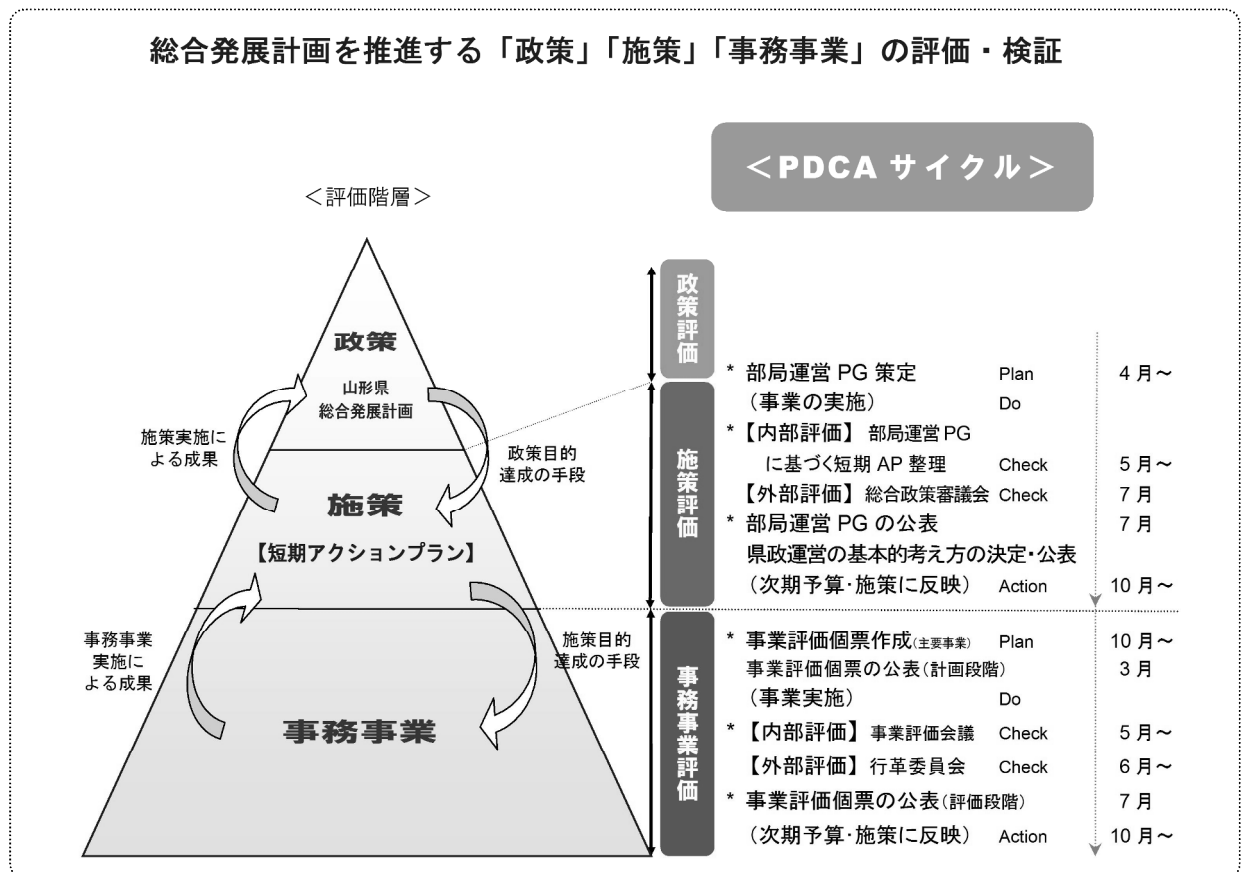 総合発展計画を推進する「政策」「施策」「事務事業」の評価・検証
＜PDCA サイクル＞
＜評価階層＞
政策
山形県
総合発展計画
施策実施に
よる成果
政策目的
達成の手段
施策
【短期アクションプラン】
事務事業
実施に
よる成果
施策目的
達成の手段
事務事業
政策評価
施策評価
* 部局運営 PG 策定 Plan 4 月～
（事業の実施） Do
* 【内部評価】 部局運営 PG
に基づく短期 AP 整理 Check 5 月～
【外部評価】 総合政策審議会 Check 7 月
* 部局運営 PG の公表 7 月
県政運営の基本的考え方の決定・公表
（次期予算・施策に反映） Action 10 月～
事務事業評価
* 事業評価個票作成（主要事業） Plan 10 月～
事業評価個票の公表（計画段階） 3 月
（事業実施） Do
* 【内部評価】 事業評価会議 Check 5 月～
【外部評価】 行革委員会 Check 6 月～
* 事業評価個票の公表（評価段階） 7 月
（次期予算・施策に反映） Action 10 月～